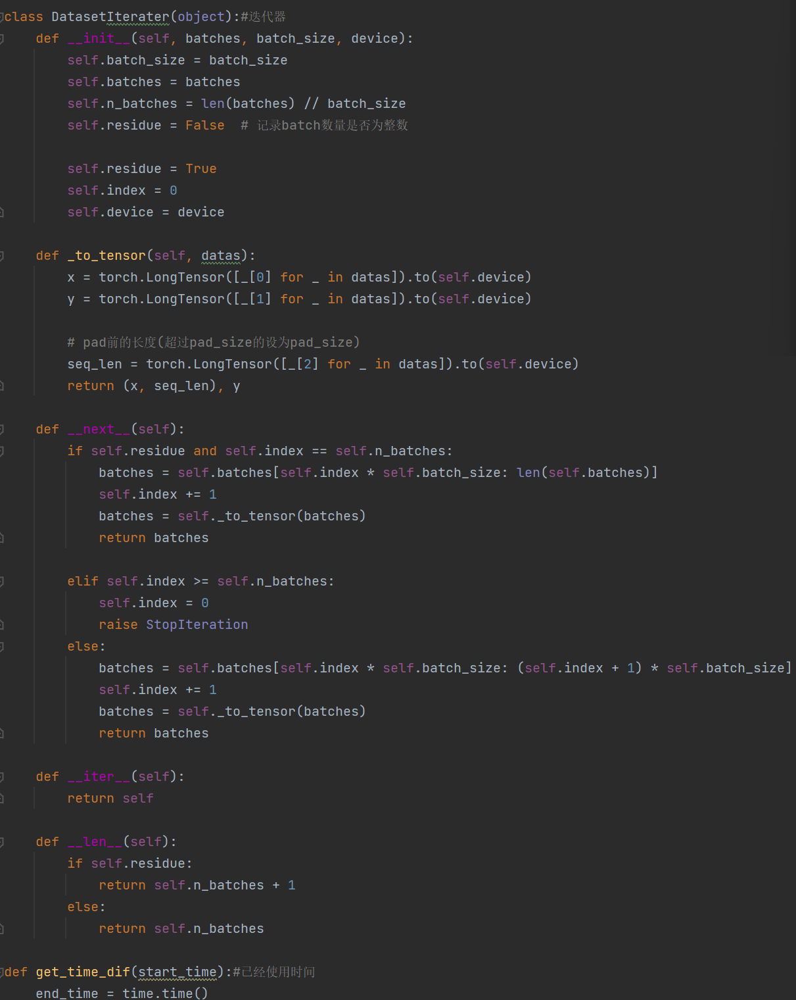 class DatasetIterater(object):#迭代器
    def __init__(self, batches, batch_size, device):
        self.batch_size = batch_size
        self.batches = batches
        self.n_batches = len(batches) // batch_size
        self.residue = False  # 记录batch数量是否为整数
        self.residue = True
        self.index = 0
        self.device = device
    def _to_tensor(self, datas):
        x = torch.LongTensor([_[0] for _ in datas]).to(self.device)
        y = torch.LongTensor([_[1] for _ in datas]).to(self.device)
        # pad前的长度(超过pad_size的设为pad_size)
        seq_len = torch.LongTensor([_[2] for _ in datas]).to(self.device)
        return (x, seq_len), y
    def __next__(self):
        if self.residue and self.index == self.n_batches:
            batches = self.batches[self.index * self.batch_size: len(self.batches)]
            self.index += 1
            batches = self._to_tensor(batches)
            return batches
        elif self.index >= self.n_batches:
            self.index = 0
            raise StopIteration
        else:
            batches = self.batches[self.index * self.batch_size: (self.index + 1) * self.batch_size]
            self.index += 1
            batches = self._to_tensor(batches)
            return batches
    def __iter__(self):
        return self
    def __len__(self):
        if self.residue:
            return self.n_batches + 1
        else:
            return self.n_batches
def get_time_dif(start_time):#已经使用时间
    end_time = time.time()